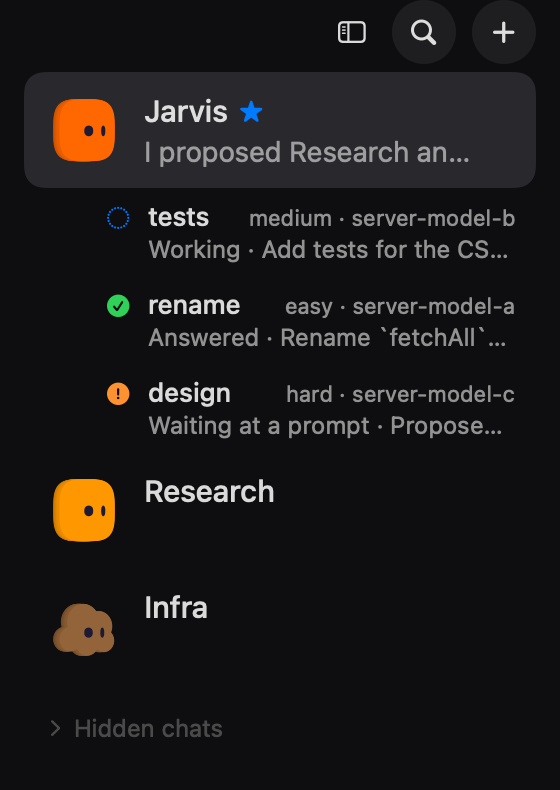 Jarvis
I proposed Research an...
tests medium · server-model-b
Working · Add tests for the CS...
rename easy · server-model-a
Answered · Rename `fetchAll`...
design hard · server-model-c
Waiting at a prompt · Propose...
Research
Infra
Hidden chats